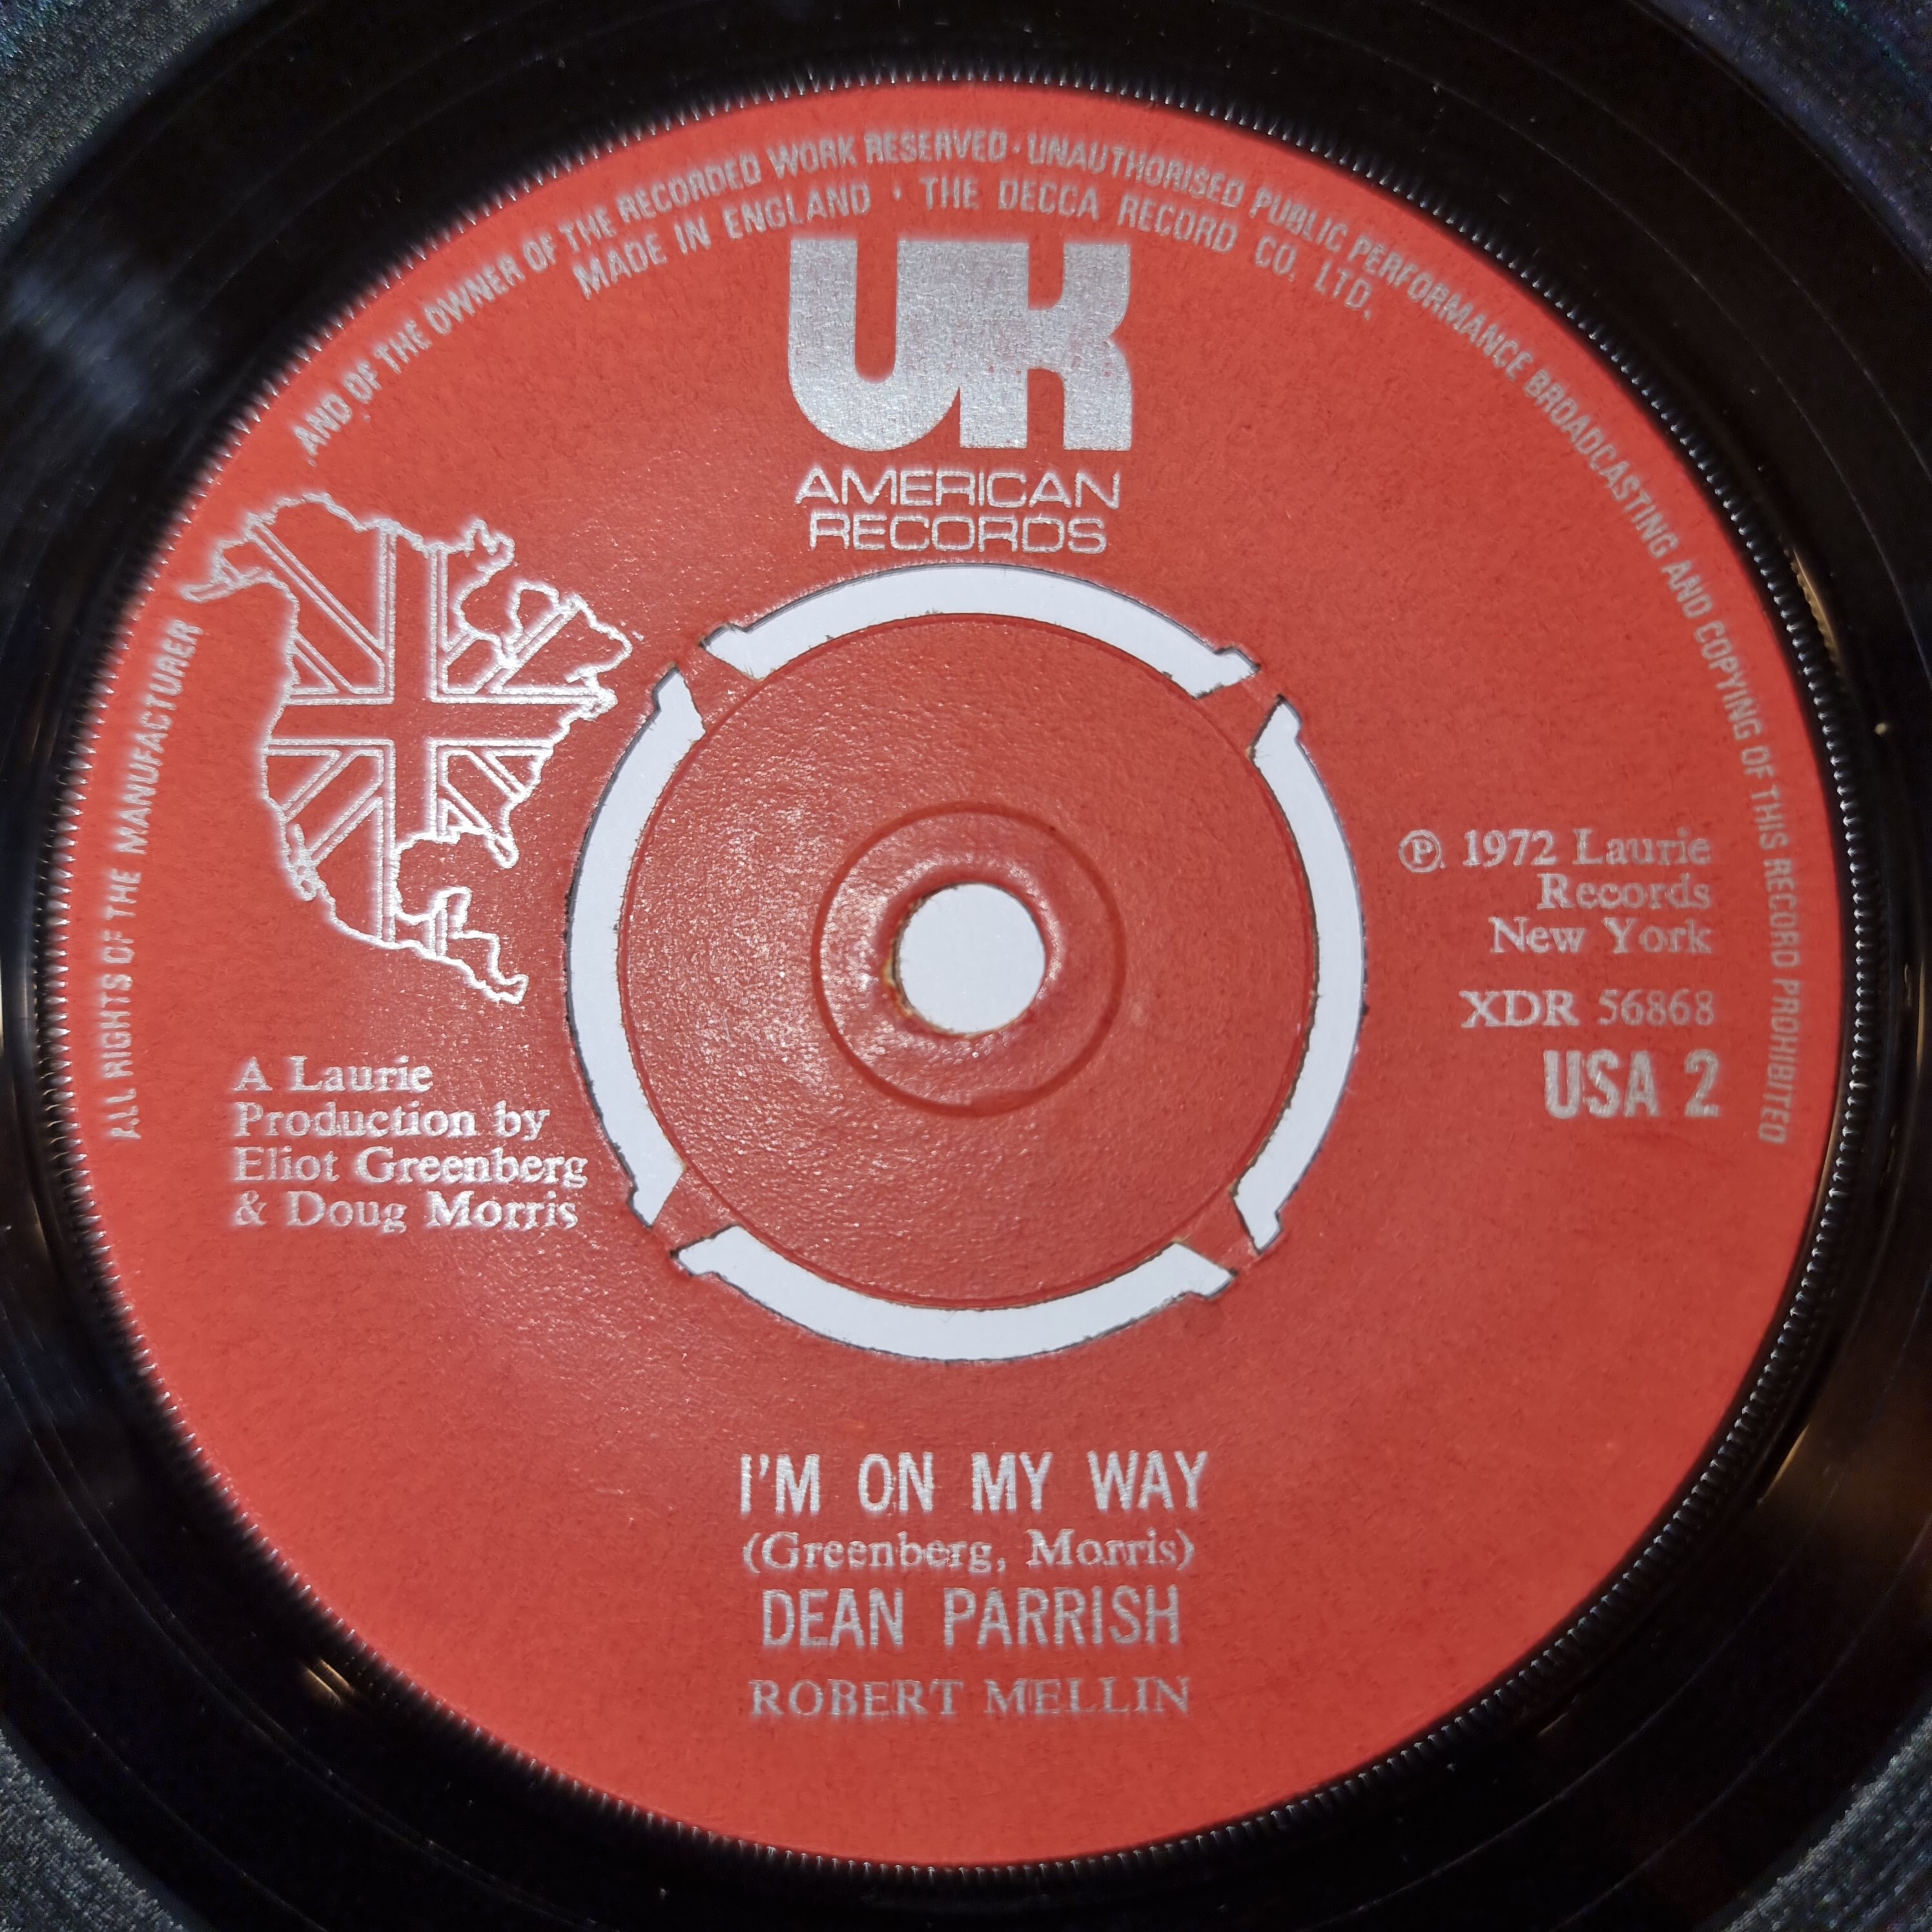 ALL RIGHTS OF THE MANUFACTURER AND OF THE OWNER OF THE RECORDED WORK RESERVED · UNAUTHORISED PUBLIC PERFORMANCE BROADCASTING AND COPYING OF THIS RECORD PROHIBITED
MADE IN ENGLAND · THE DECCA RECORD CO. LTD.
UK
AMERICAN
RECORDS
℗ 1972 Laurie
Records
New York
XDR 56868
USA 2
A Laurie
Production by
Eliot Greenberg
& Doug Morris
I'M ON MY WAY
(Greenberg, Morris)
DEAN PARRISH
ROBERT MELLIN